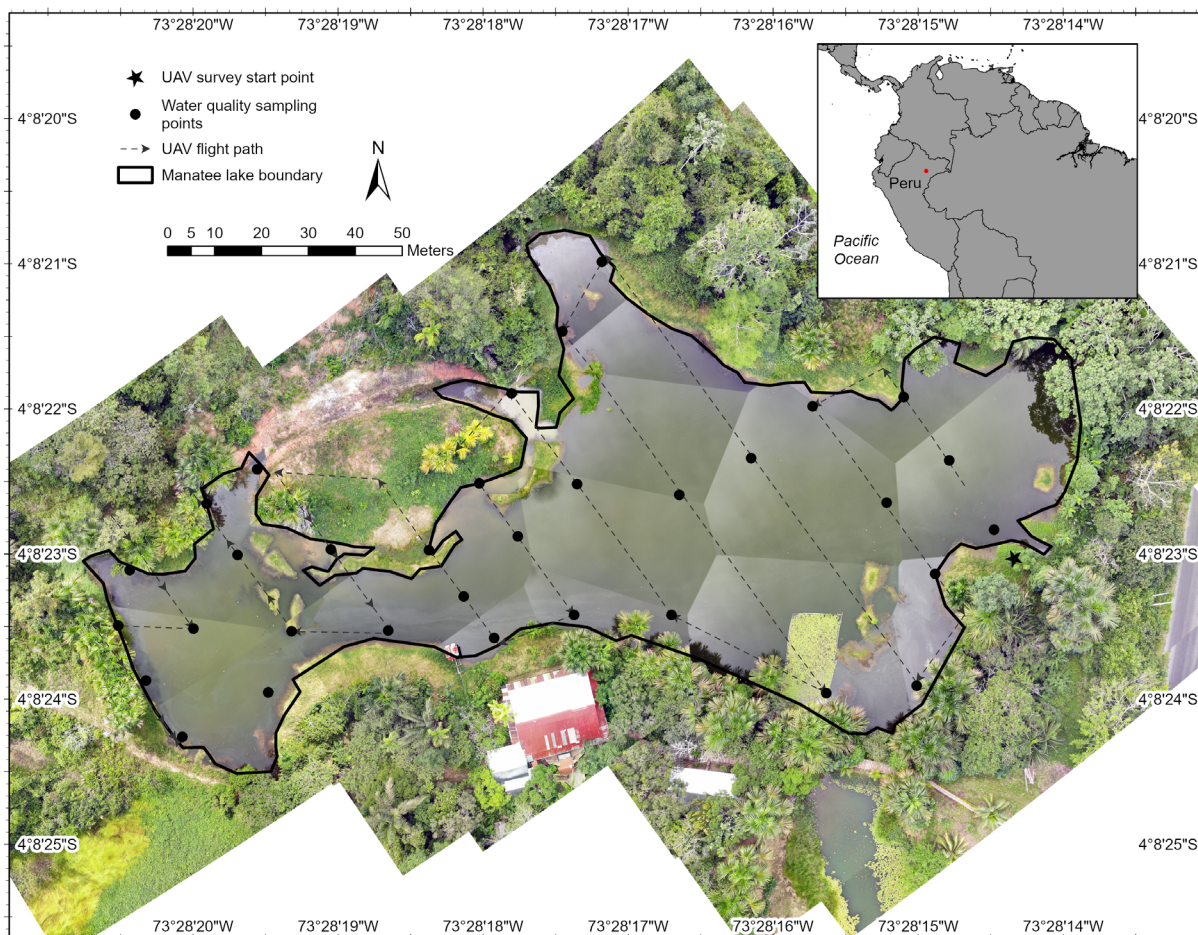 73°28'20"W 73°28'19"W 73°28'18"W 73°28'17"W 73°28'16"W 73°28'15"W 73°28'14"W
UAV survey start point
Water quality sampling
points
UAV flight path
Manatee lake boundary
N
0 5 10 20 30 40 50
Meters
Peru
Pacific
Ocean
4°8'20"S 4°8'20"S
4°8'21"S 4°8'21"S
4°8'22"S 4°8'22"S
4°8'23"S 4°8'23"S
4°8'24"S 4°8'24"S
4°8'25"S 4°8'25"S
73°28'20"W 73°28'19"W 73°28'18"W 73°28'17"W 73°28'16"W 73°28'15"W 73°28'14"W